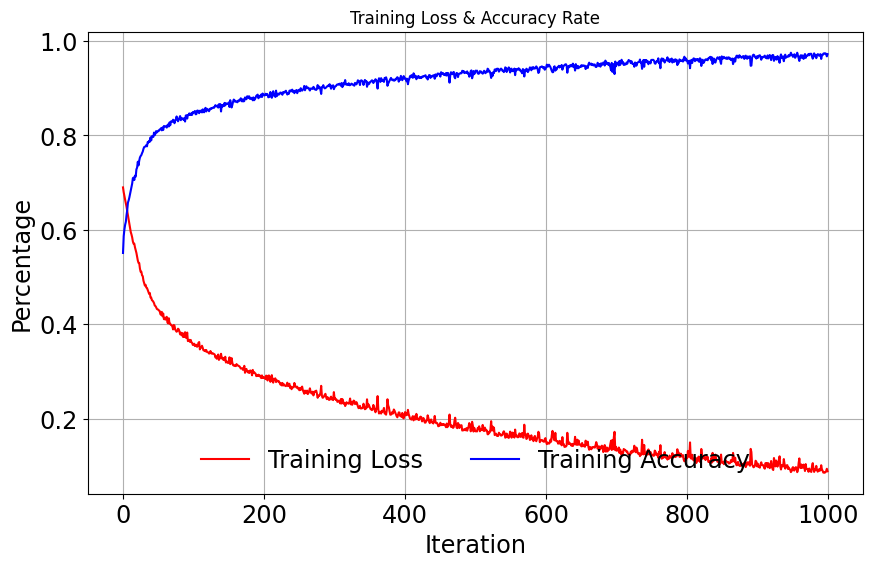 Training Loss & Accuracy Rate
1.0
0.8
0.6
0.4
0.2
Percentage
Training Loss Training Accuracy
0 200 400 600 800 1000
Iteration